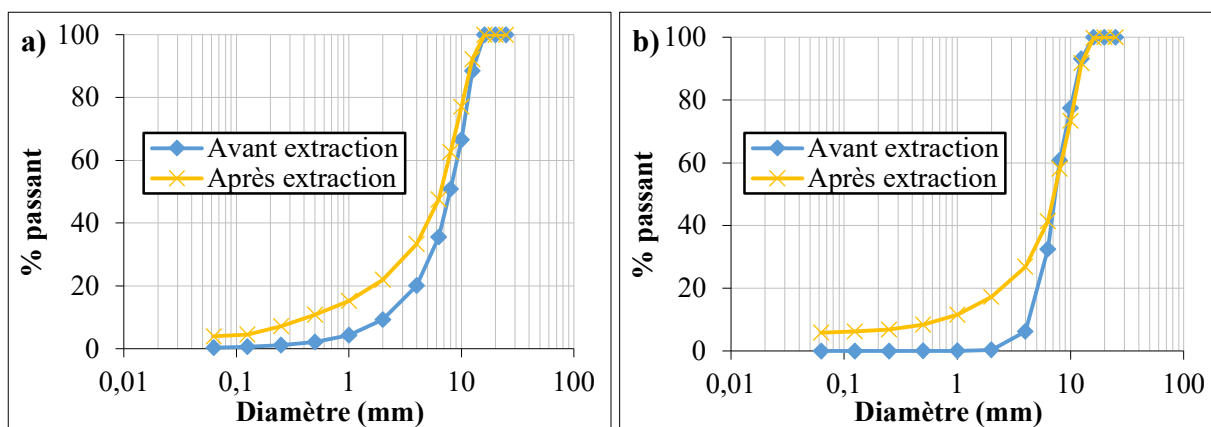 a)
% passant
100
80
60
40
20
0
Avant extraction
Après extraction
0,01 0,1 1 10 100
Diamètre (mm)
b)
% passant
100
80
60
40
20
0
Avant extraction
Après extraction
0,01 0,1 1 10 100
Diamètre (mm)